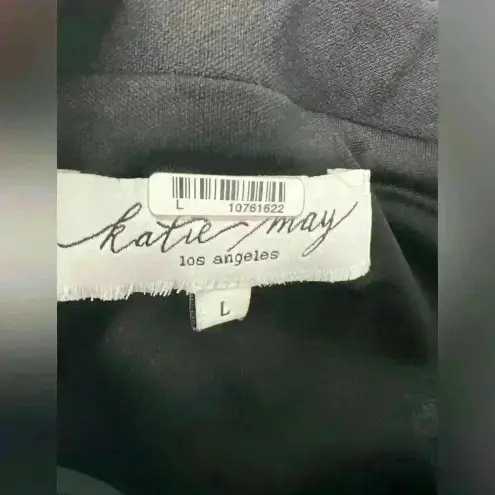 L 10761622
katie may
los angeles
L